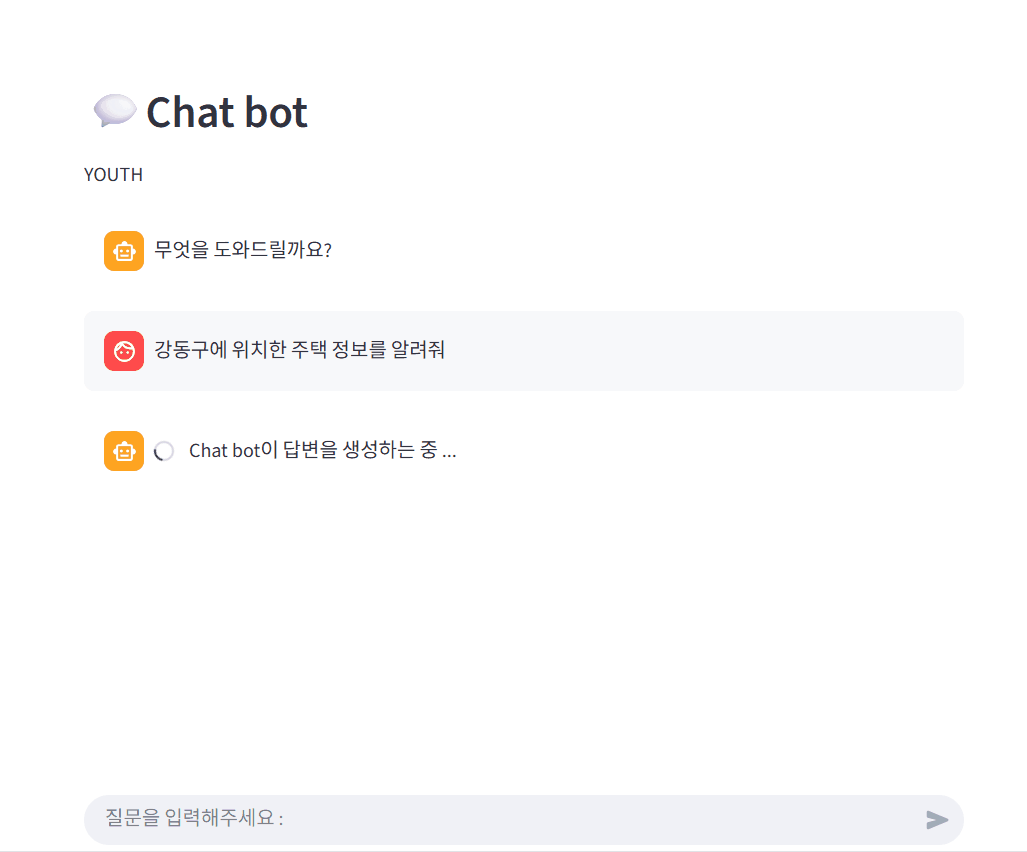 Chat bot
YOUTH
무엇을 도와드릴까요?
강동구에 위치한 주택 정보를 알려줘
Chat bot이 답변을 생성하는 중 ...
질문을 입력해주세요 :